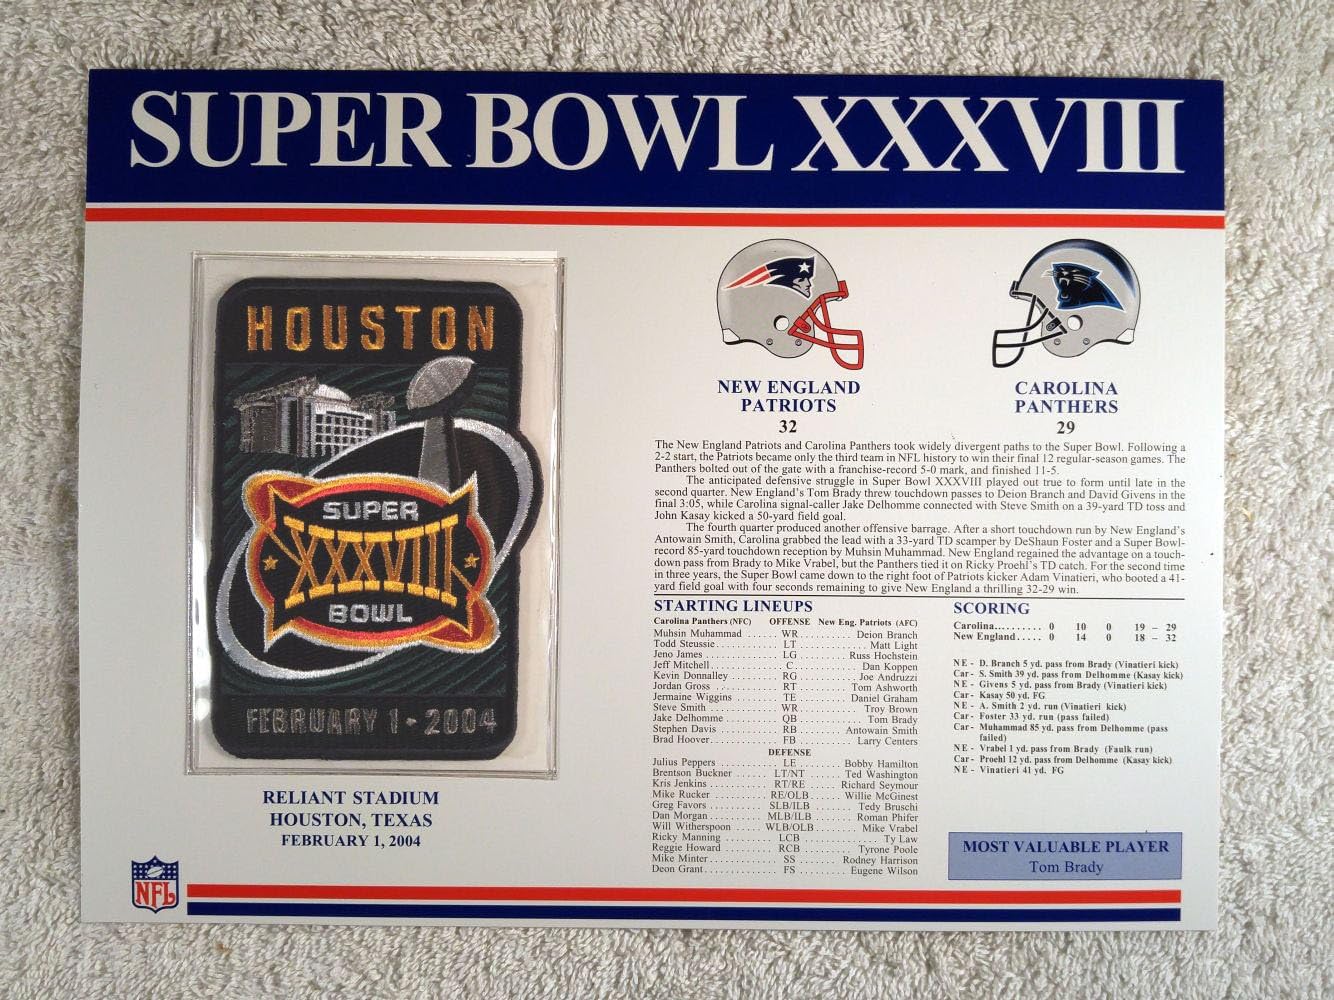 SUPER BOWL XXXVIII
HOUSTON
SUPER
XXXVIII
BOWL
FEBRUARY 1 - 2004
RELIANT STADIUM
HOUSTON, TEXAS
FEBRUARY 1, 2004
NFL
NEW ENGLAND
PATRIOTS
32
CAROLINA
PANTHERS
29
The New England Patriots and Carolina Panthers took widely divergent paths to the Super Bowl. Following a
2-2 start, the Patriots became only the third team in NFL history to win their final 12 regular-season games. The
Panthers bolted out of the gate with a franchise-record 5-0 mark, and finished 11-5.
The anticipated defensive struggle in Super Bowl XXXVIII played out true to form until late in the
second quarter. New England's Tom Brady threw touchdown passes to Deion Branch and David Givens in the
final 3:05, while Carolina signal-caller Jake Delhomme connected with Steve Smith on a 39-yard TD toss and
John Kasay kicked a 50-yard field goal.
The fourth quarter produced another offensive barrage. After a short touchdown run by New England's
Antowain Smith, Carolina grabbed the lead with a 33-yard TD scamper by DeShaun Foster and a Super Bowl-
record 85-yard touchdown reception by Muhsin Muhammad. New England regained the advantage on a touch-
down pass from Brady to Mike Vrabel, but the Panthers tied it on Ricky Proehl's TD catch. For the second time
in three years, the Super Bowl came down to the right foot of Patriots kicker Adam Vinatieri, who booted a 41-
yard field goal with four seconds remaining to give New England a thrilling 32-29 win.
STARTING LINEUPS
Carolina Panthers (NFC) OFFENSE New Eng. Patriots (AFC)
Muhsin Muhammad ...... WR ...... Deion Branch
Todd Steussie ...... LT ...... Matt Light
Jeno James ...... LG ...... Russ Hochstein
Jeff Mitchell ...... C ...... Dan Koppen
Kevin Donnalley ...... RG ...... Joe Andruzzi
Jordan Gross ...... RT ...... Tom Ashworth
Jermaine Wiggins ...... TE ...... Daniel Graham
Steve Smith ...... WR ...... Troy Brown
Jake Delhomme ...... QB ...... Tom Brady
Stephen Davis ...... RB ...... Antowain Smith
Brad Hoover ...... FB ...... Larry Centers
DEFENSE
Julius Peppers ...... LE ...... Bobby Hamilton
Brentson Buckner ...... LT/NT ...... Ted Washington
Kris Jenkins ...... RT/RE ...... Richard Seymour
Mike Rucker ...... RE/OLB ...... Willie McGinest
Greg Favors ...... SLB/ILB ...... Tedy Bruschi
Dan Morgan ...... MLB/ILB ...... Roman Phifer
Will Witherspoon ...... WLB/OLB ...... Mike Vrabel
Ricky Manning ...... LCB ...... Ty Law
Reggie Howard ...... RCB ...... Tyrone Poole
Mike Minter ...... SS ...... Rodney Harrison
Deon Grant ...... FS ...... Eugene Wilson
SCORING
Carolina......... 0 10 0 19 – 29
New England..... 0 14 0 18 – 32
NE - D. Branch 5 yd. pass from Brady (Vinatieri kick)
Car - S. Smith 39 yd. pass from Delhomme (Kasay kick)
NE - Givens 5 yd. pass from Brady (Vinatieri kick)
Car - Kasay 50 yd. FG
NE - A. Smith 2 yd. run (Vinatieri kick)
Car - Foster 33 yd. run (pass failed)
Car - Muhammad 85 yd. pass from Delhomme (pass
failed)
NE - Vrabel 1 yd. pass from Brady (Faulk run)
Car - Proehl 12 yd. pass from Delhomme (Kasay kick)
NE - Vinatieri 41 yd. FG
MOST VALUABLE PLAYER
Tom Brady